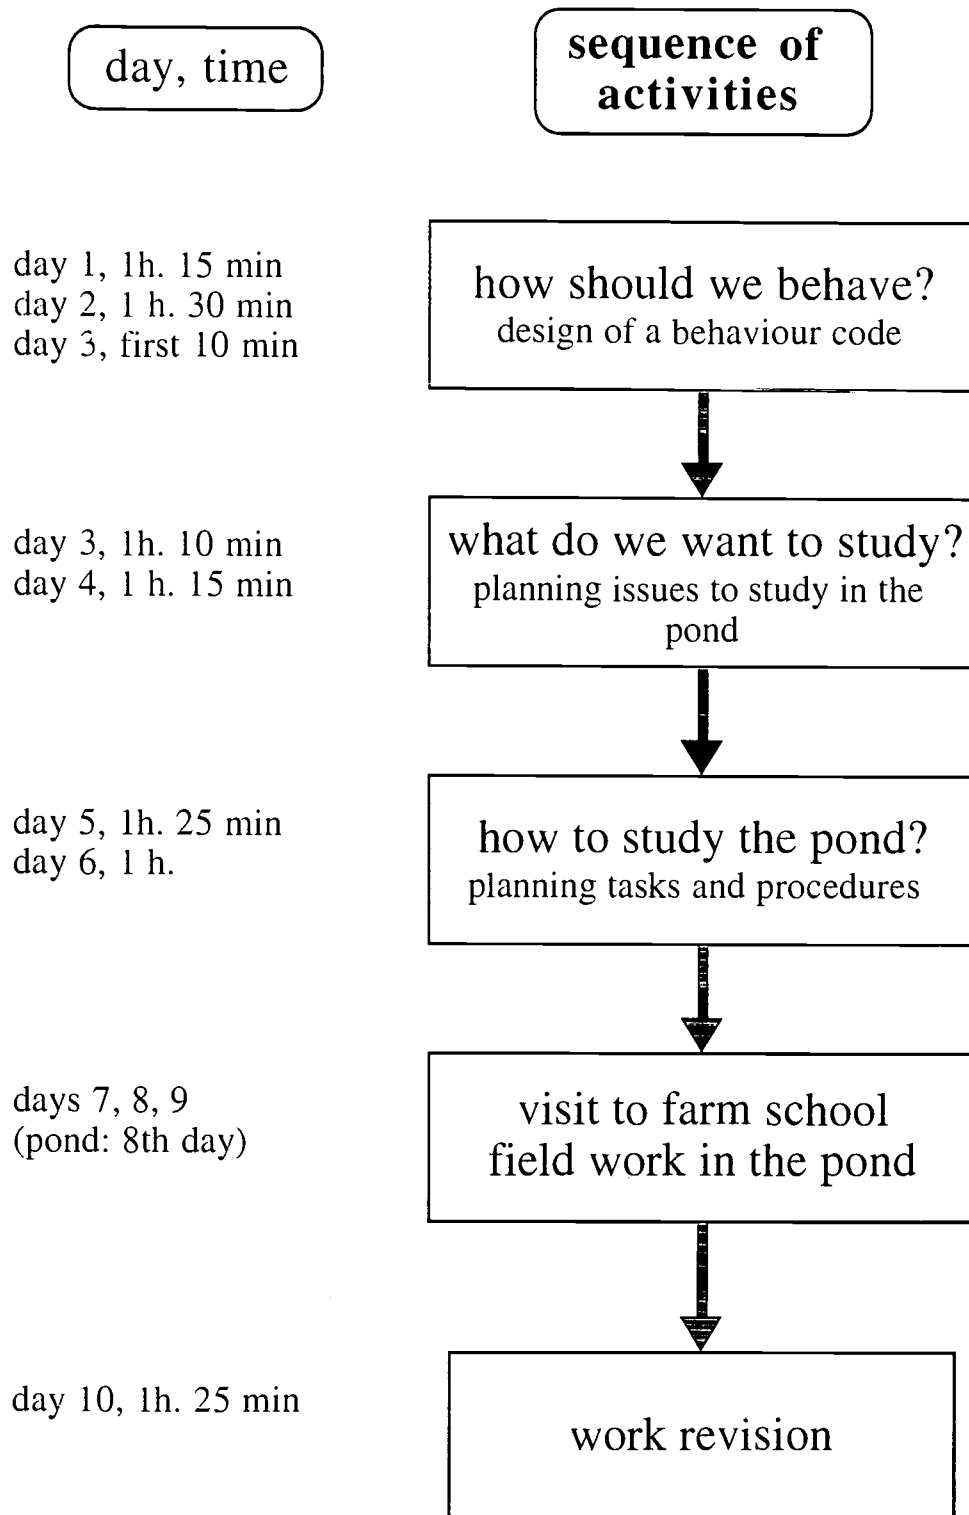 day, time
sequence of
activities
day 1, 1h. 15 min
day 2, 1 h. 30 min
day 3, first 10 min
how should we behave?
design of a behaviour code
day 3, 1h. 10 min
day 4, 1 h. 15 min
what do we want to study?
planning issues to study in the
pond
day 5, 1h. 25 min
day 6, 1 h.
how to study the pond?
planning tasks and procedures
days 7, 8, 9
(pond: 8th day)
visit to farm school
field work in the pond
day 10, 1h. 25 min
work revision